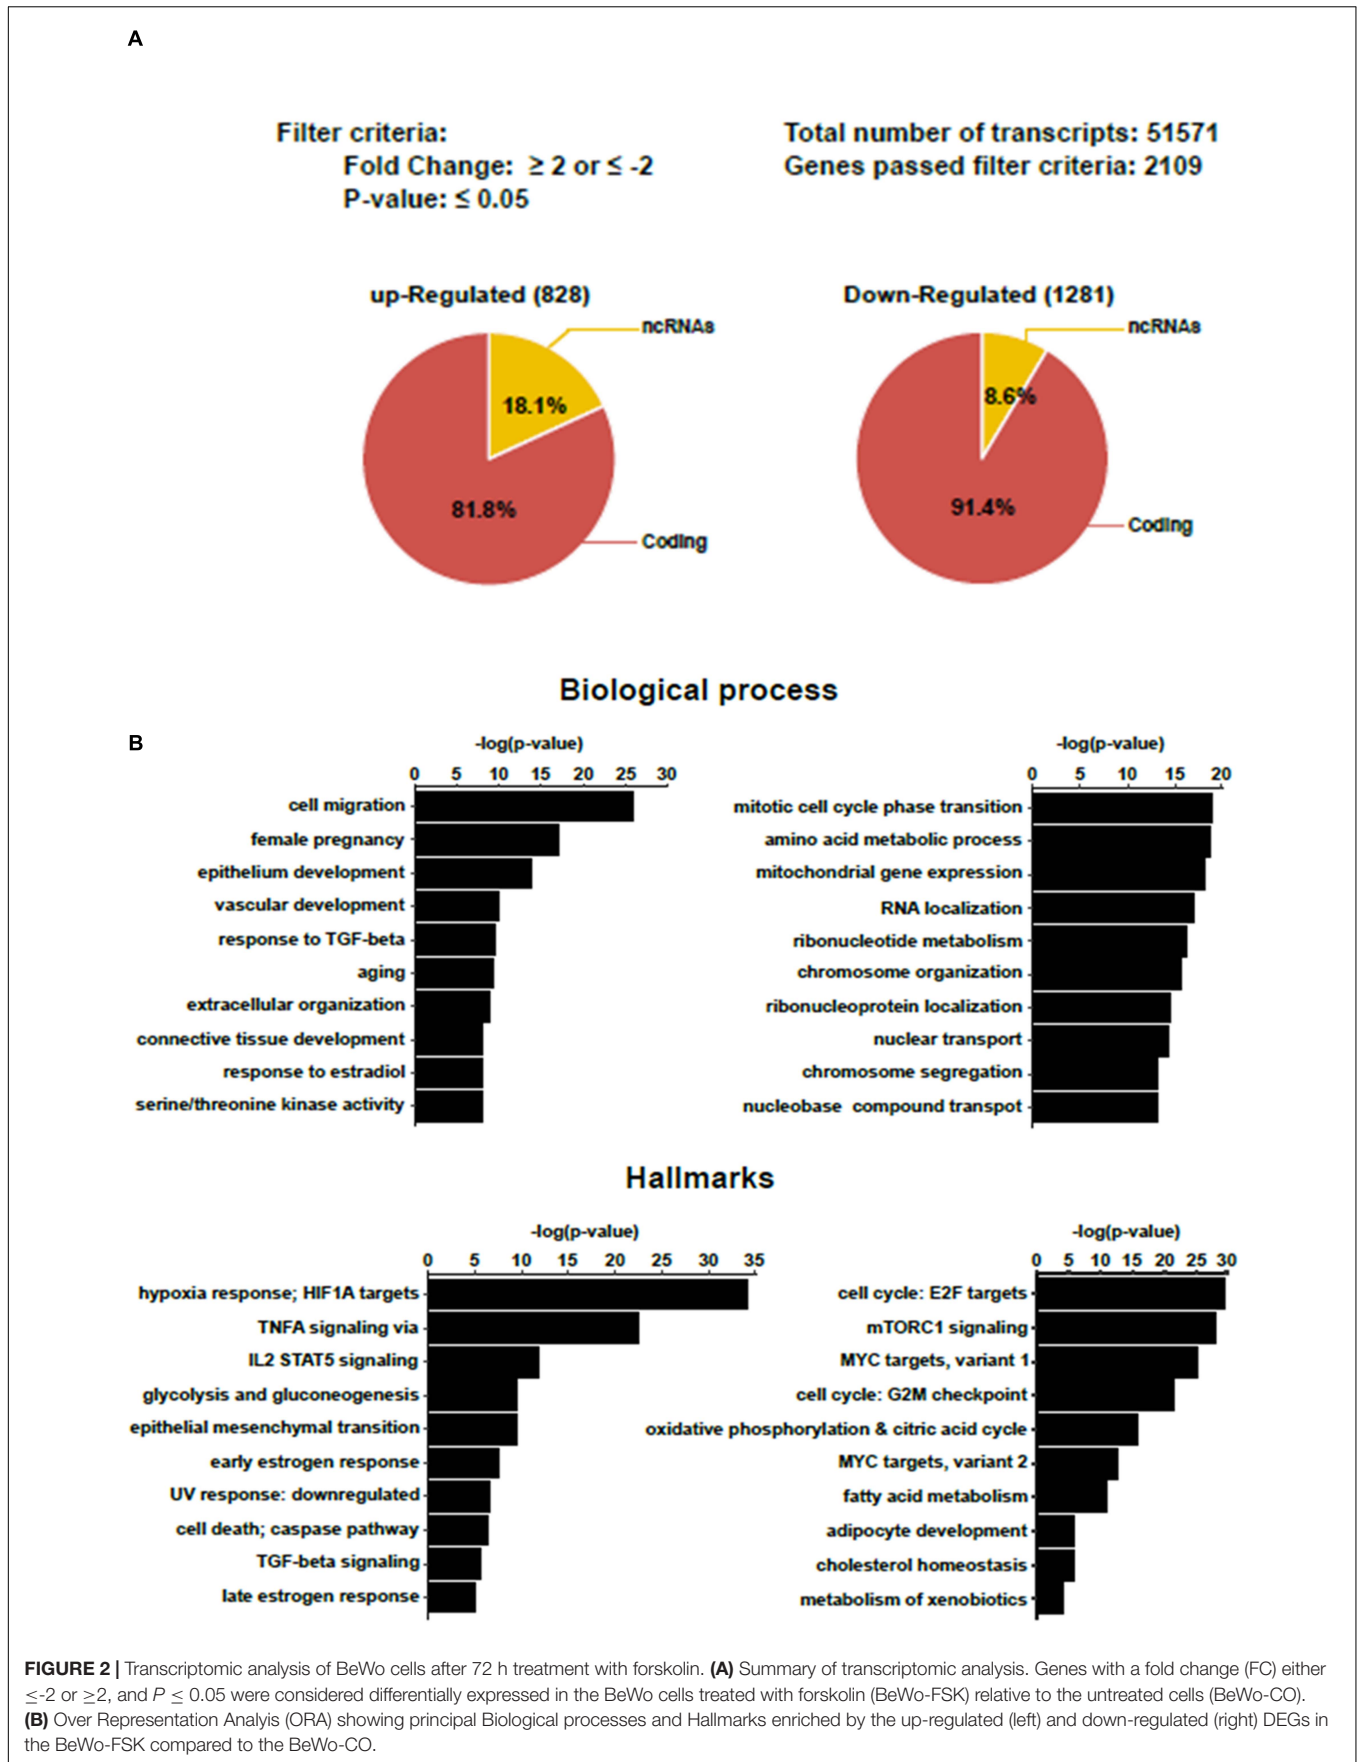 A
Filter criteria:
Fold Change: ≥ 2 or ≤ -2
P-value: ≤ 0.05
Total number of transcripts: 51571
Genes passed filter criteria: 2109
up-Regulated (828)
ncRNAs
18.1%
81.8%
Coding
Down-Regulated (1281)
ncRNAs
8.6%
91.4%
Coding
Biological process
B
-log(p-value)
0 5 10 15 20 25 30
cell migration
female pregnancy
epithelium development
vascular development
response to TGF-beta
aging
extracellular organization
connective tissue development
response to estradiol
serine/threonine kinase activity
-log(p-value)
0 5 10 15 20
mitotic cell cycle phase transition
amino acid metabolic process
mitochondrial gene expression
RNA localization
ribonucleotide metabolism
chromosome organization
ribonucleoprotein localization
nuclear transport
chromosome segregation
nucleobase compound transpot
Hallmarks
-log(p-value)
0 5 10 15 20 25 30 35
hypoxia response; HIF1A targets
TNFA signaling via
IL2 STAT5 signaling
glycolysis and gluconeogenesis
epithelial mesenchymal transition
early estrogen response
UV response: downregulated
cell death; caspase pathway
TGF-beta signaling
late estrogen response
-log(p-value)
0 5 10 15 20 25 30
cell cycle: E2F targets
mTORC1 signaling
MYC targets, variant 1
cell cycle: G2M checkpoint
oxidative phosphorylation & citric acid cycle
MYC targets, variant 2
fatty acid metabolism
adipocyte development
cholesterol homeostasis
metabolism of xenobiotics
FIGURE 2 | Transcriptomic analysis of BeWo cells after 72 h treatment with forskolin. (A) Summary of transcriptomic analysis. Genes with a fold change (FC) either
≤-2 or ≥2, and P ≤ 0.05 were considered differentially expressed in the BeWo cells treated with forskolin (BeWo-FSK) relative to the untreated cells (BeWo-CO).
(B) Over Representation Analyis (ORA) showing principal Biological processes and Hallmarks enriched by the up-regulated (left) and down-regulated (right) DEGs in
the BeWo-FSK compared to the BeWo-CO.